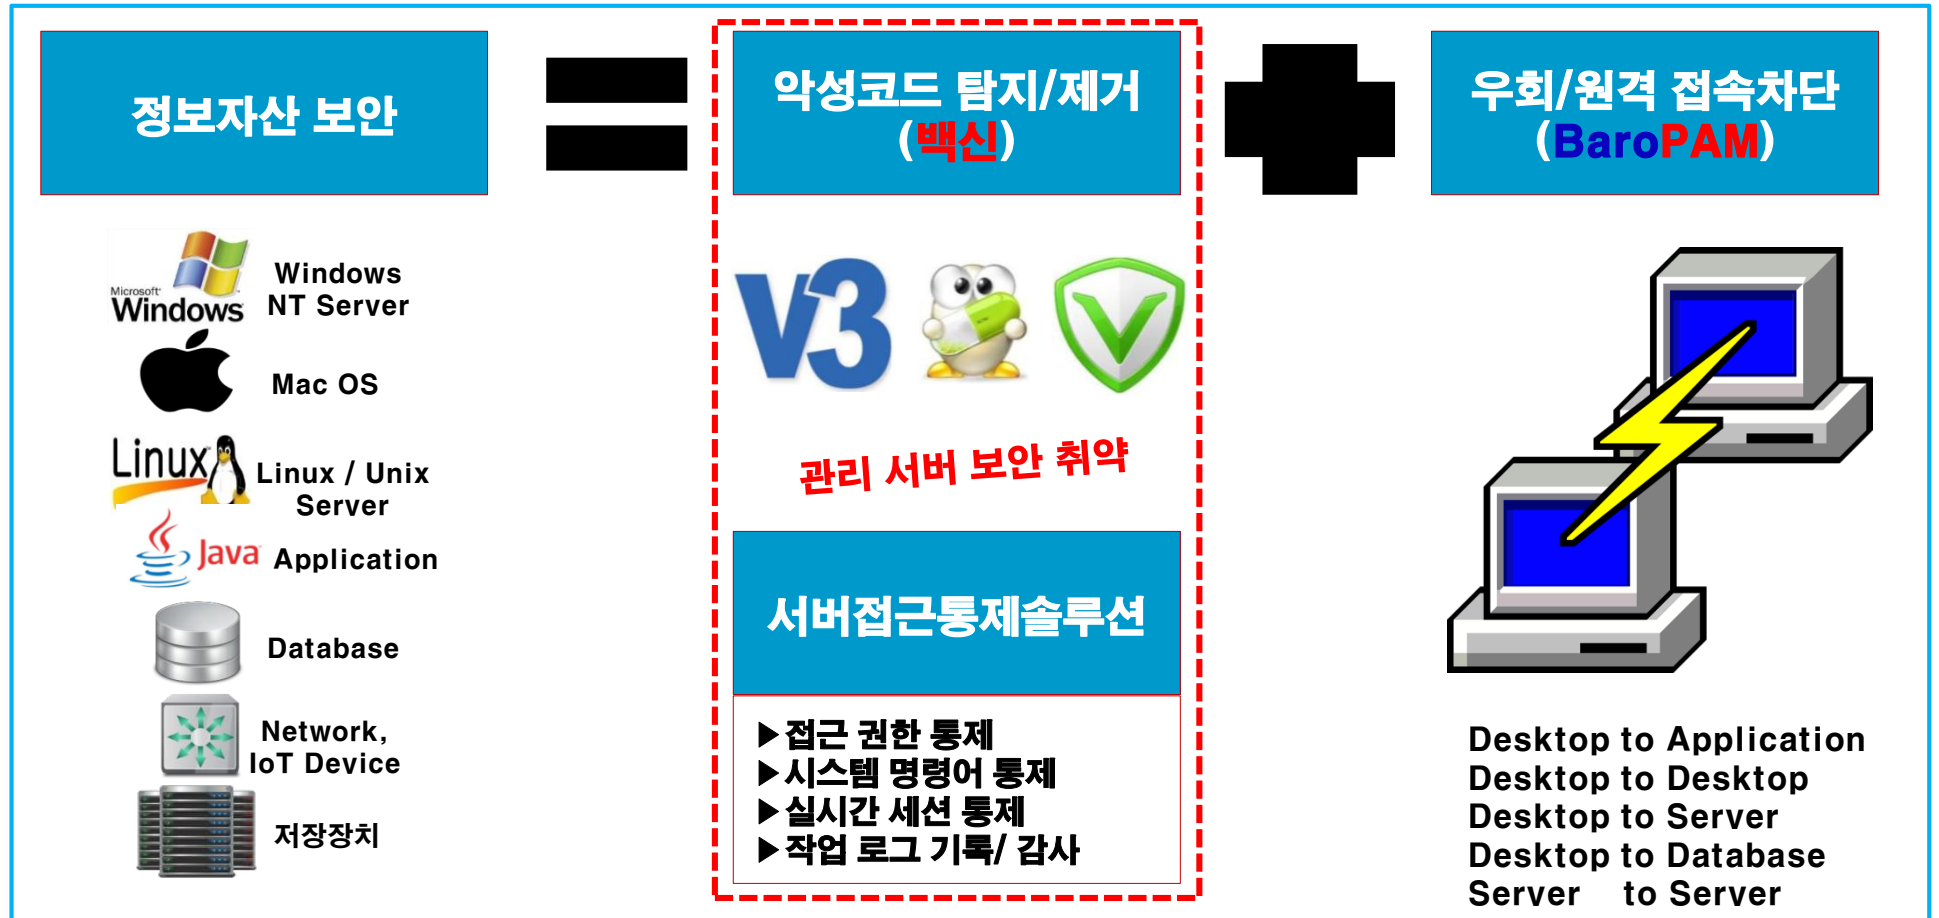 정보자산 보안
Microsoft
Windows
Windows
NT Server
Mac OS
Linux
Linux / Unix
Server
Java
Application
Database
Network,
IoT Device
저장장치
악성코드 탐지/제거
(백신)
V3
관리 서버 보안 취약
서버접근통제솔루션
▶접근 권한 통제
▶시스템 명령어 통제
▶실시간 세션 통제
▶작업 로그 기록/ 감사
우회/원격 접속차단
(BaroPAM)
Desktop to Application
Desktop to Desktop
Desktop to Server
Desktop to Database
Server to Server